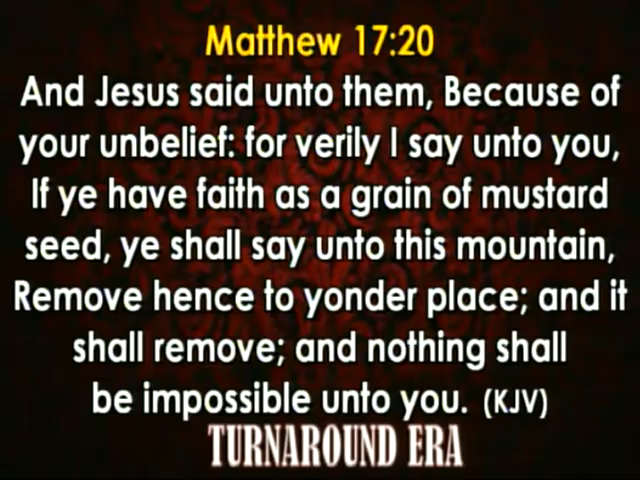 Matthew 17:20
And Jesus said unto them, Because of
your unbelief: for verily I say unto you,
If ye have faith as a grain of mustard
seed, ye shall say unto this mountain,
Remove hence to yonder place; and it
shall remove; and nothing shall
be impossible unto you. (KJV)
TURNAROUND ERA